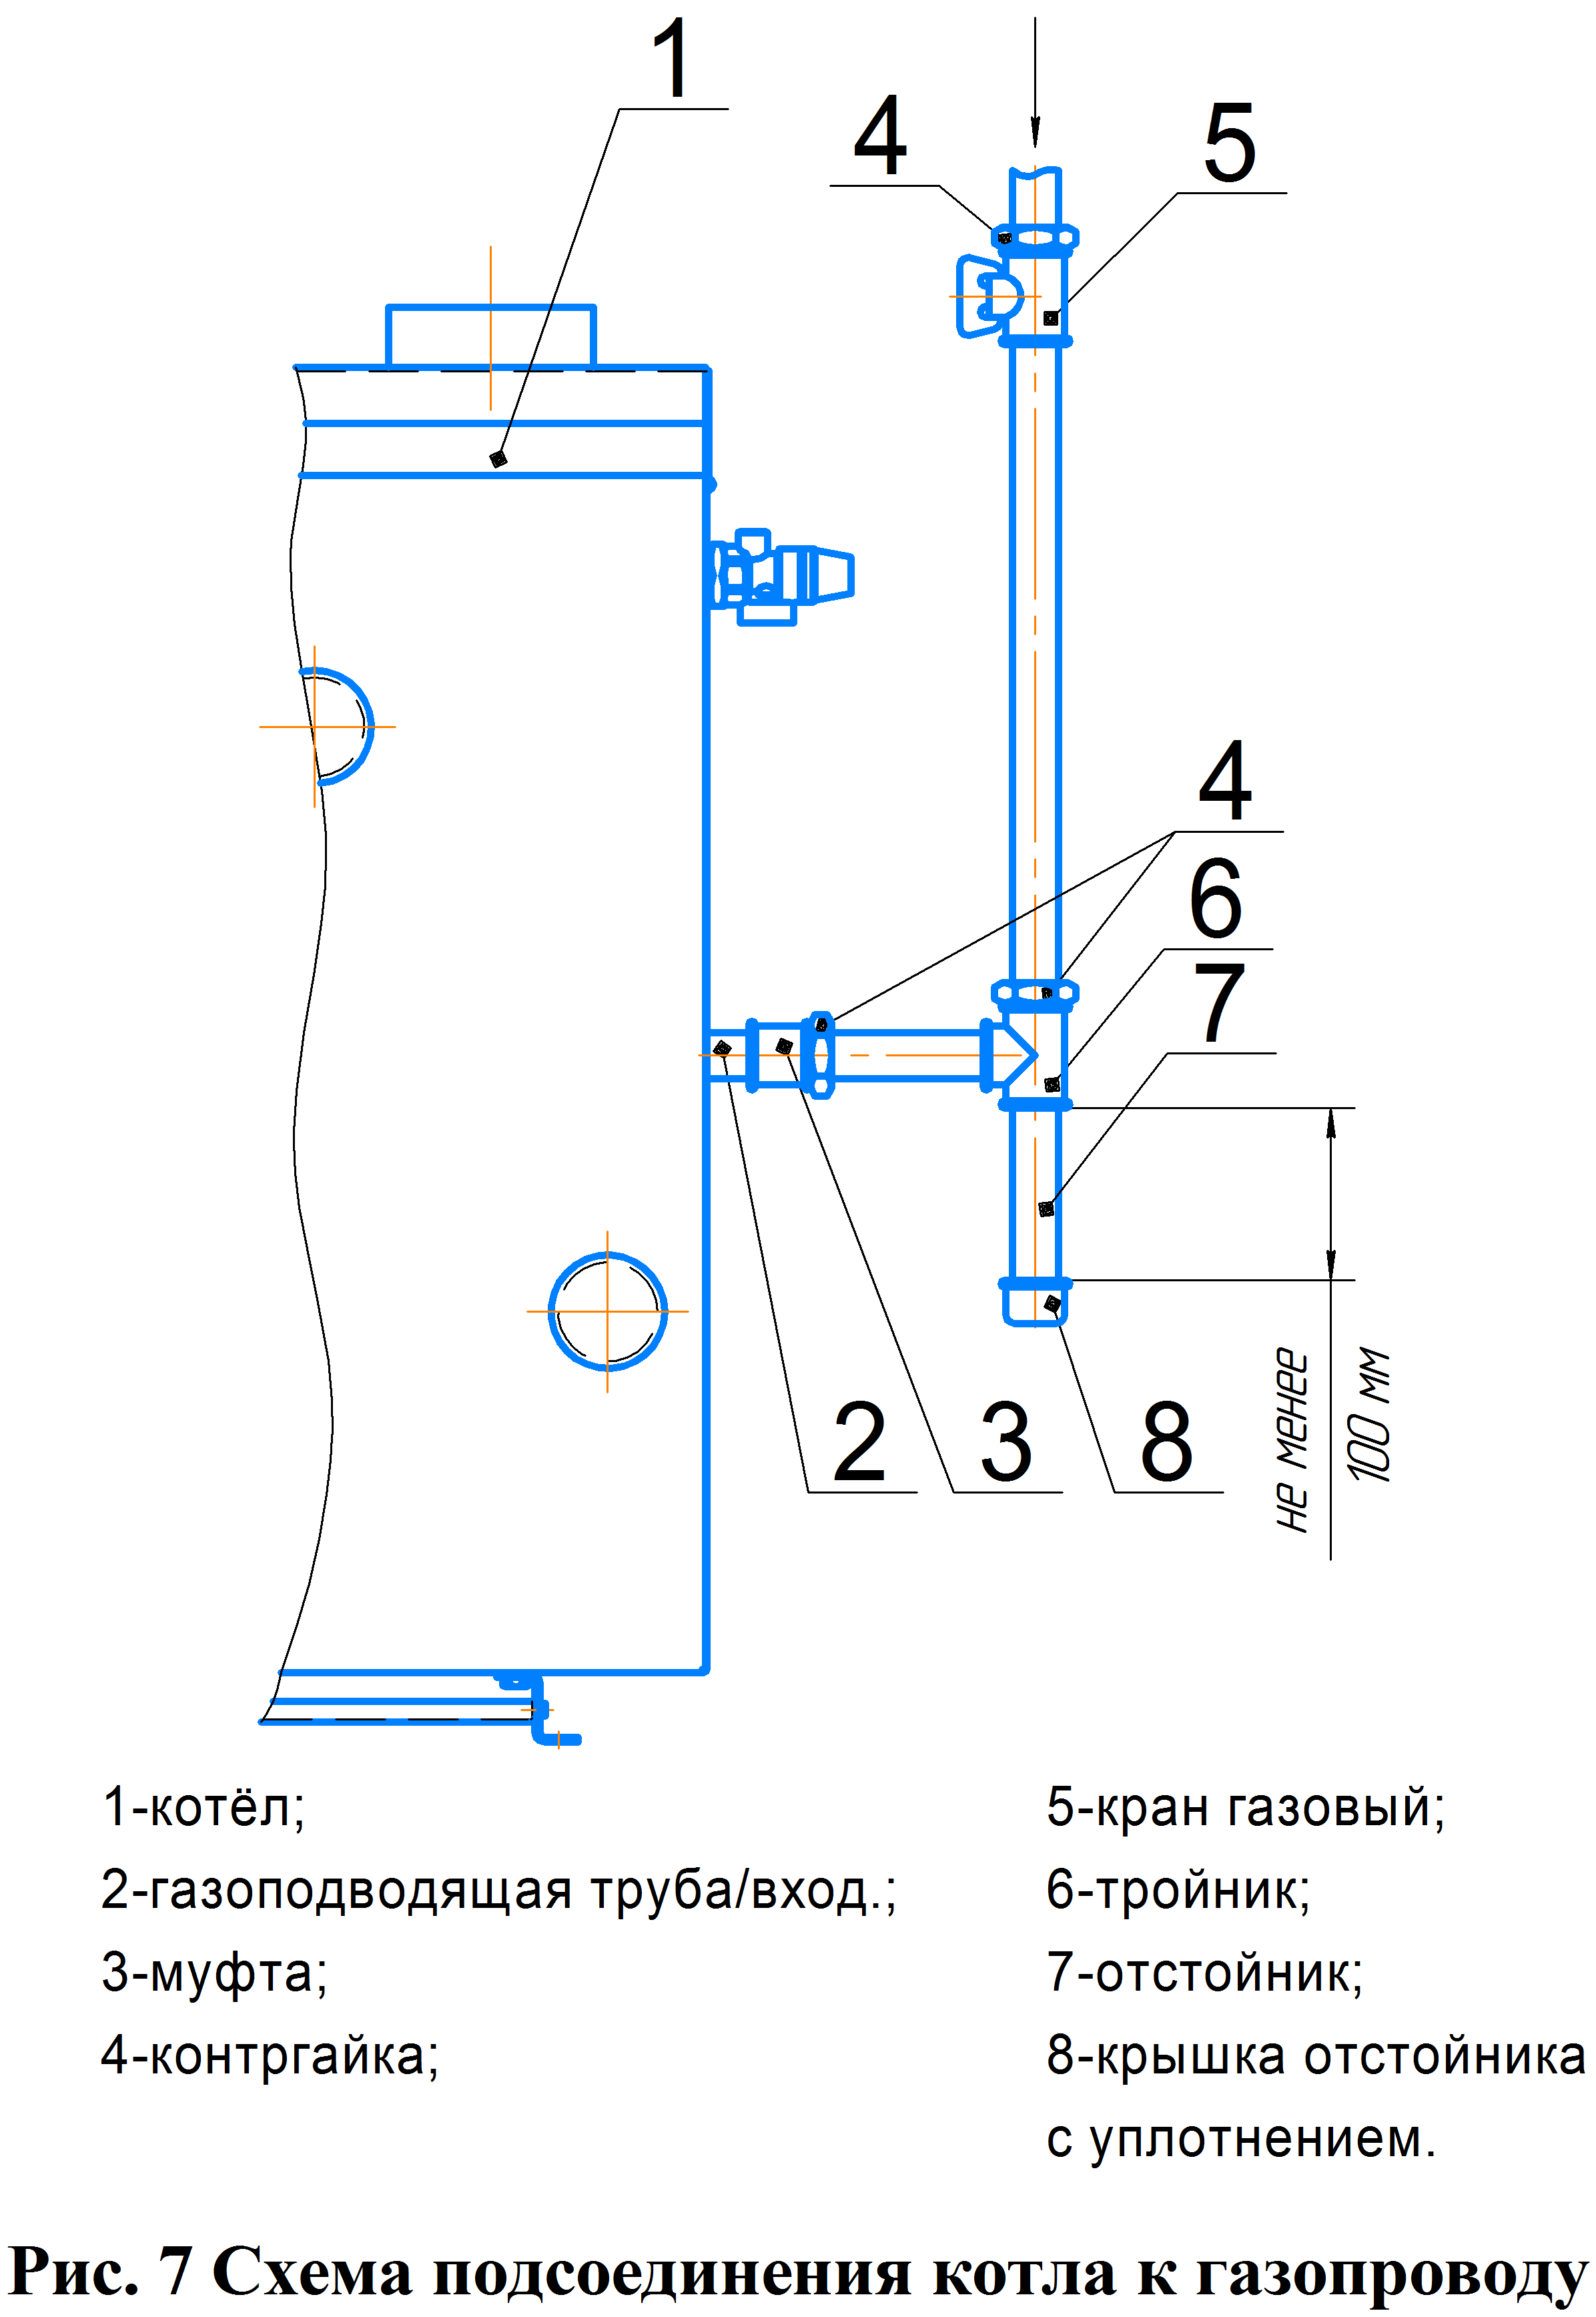 1
4
5
4
6
7
2
3
8
не менее
100 мм
1-котёл;
2-газоподводящая труба/вход.;
3-муфта;
4-контргайка;
5-кран газовый;
6-тройник;
7-отстойник;
8-крышка отстойника
с уплотнением.
Рис. 7 Схема подсоединения котла к газопроводу